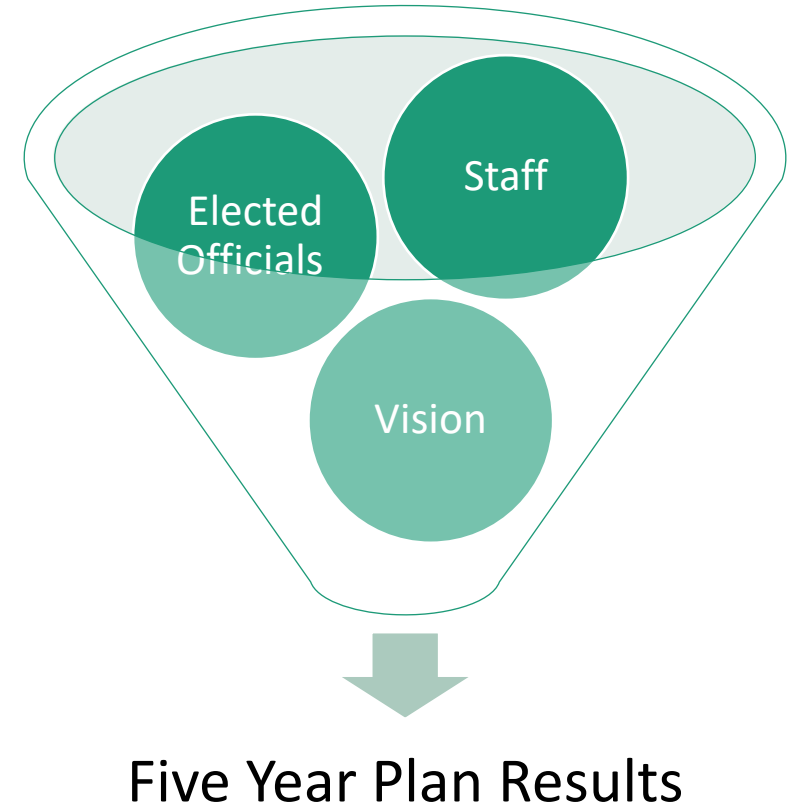 Staff
Elected
Officials
Vision
Five Year Plan Results